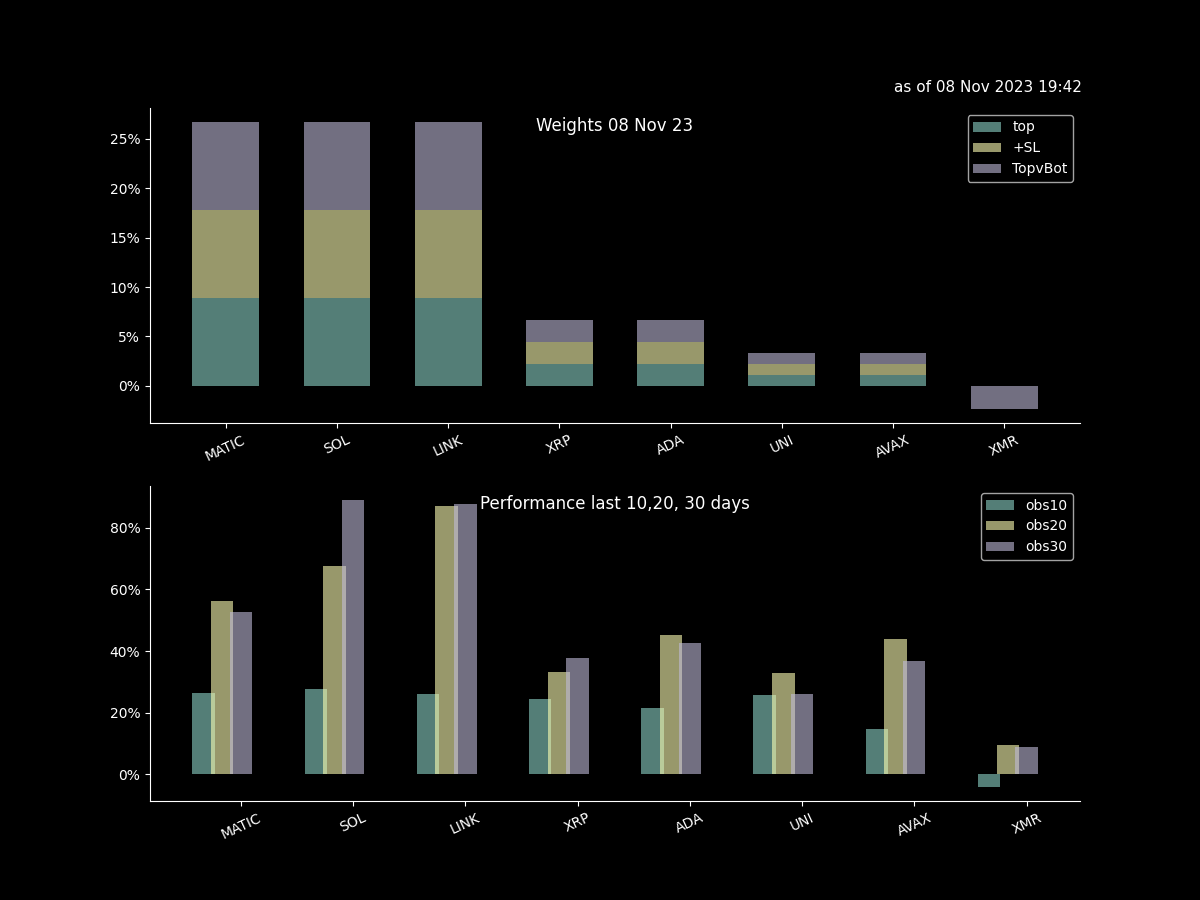 as of 08 Nov 2023 19:42
Weights 08 Nov 23
top
+SL
TopvBot
25%
20%
15%
10%
5%
0%
MATIC SOL LINK XRP ADA UNI AVAX XMR
Performance last 10,20, 30 days
obs10
obs20
obs30
80%
60%
40%
20%
0%
MATIC SOL LINK XRP ADA UNI AVAX XMR